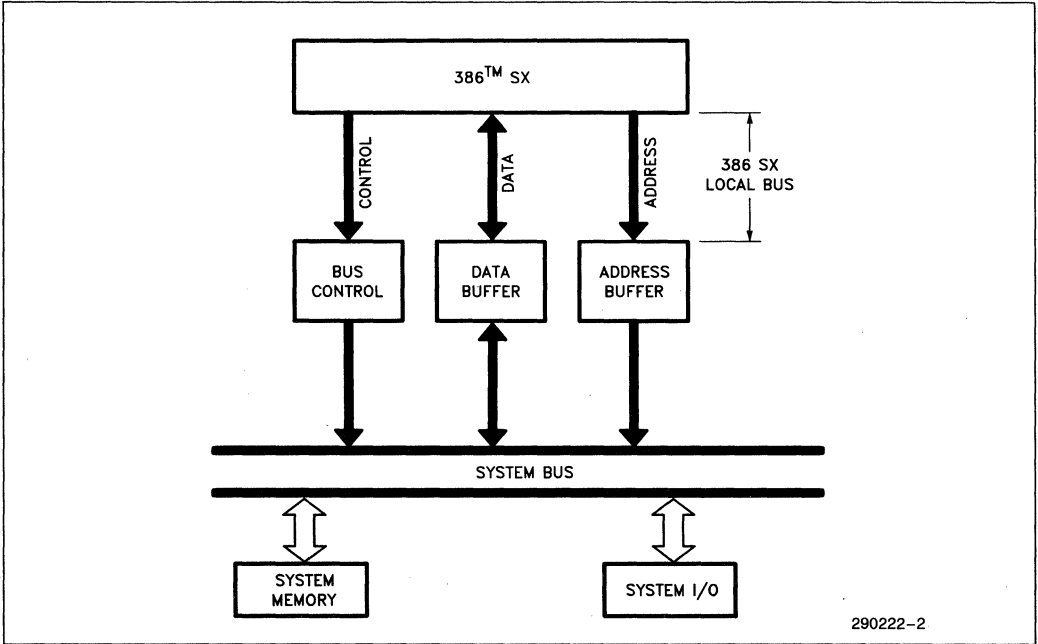 386™ SX
CONTROL
DATA
ADDRESS
386 SX
LOCAL BUS
BUS
CONTROL
DATA
BUFFER
ADDRESS
BUFFER
SYSTEM BUS
SYSTEM
MEMORY
SYSTEM I/O
290222-2